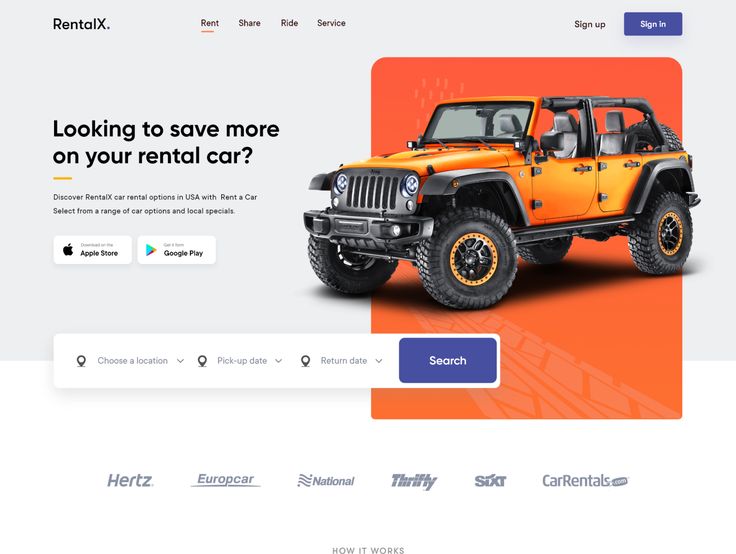 RentalX.
Rent
Share
Ride
Service
Sign up
Sign in
Looking to save more
on your rental car?
Discover RentalX car rental options in USA with Rent a Car
Select from a range of car options and local specials.
Download on the
Apple Store
Get it form
Google Play
Choose a location
Pick-up date
Return date
Search
Hertz
Europcar
National
Thrifty
SIXT
CarRentals.com
HOW IT WORKS